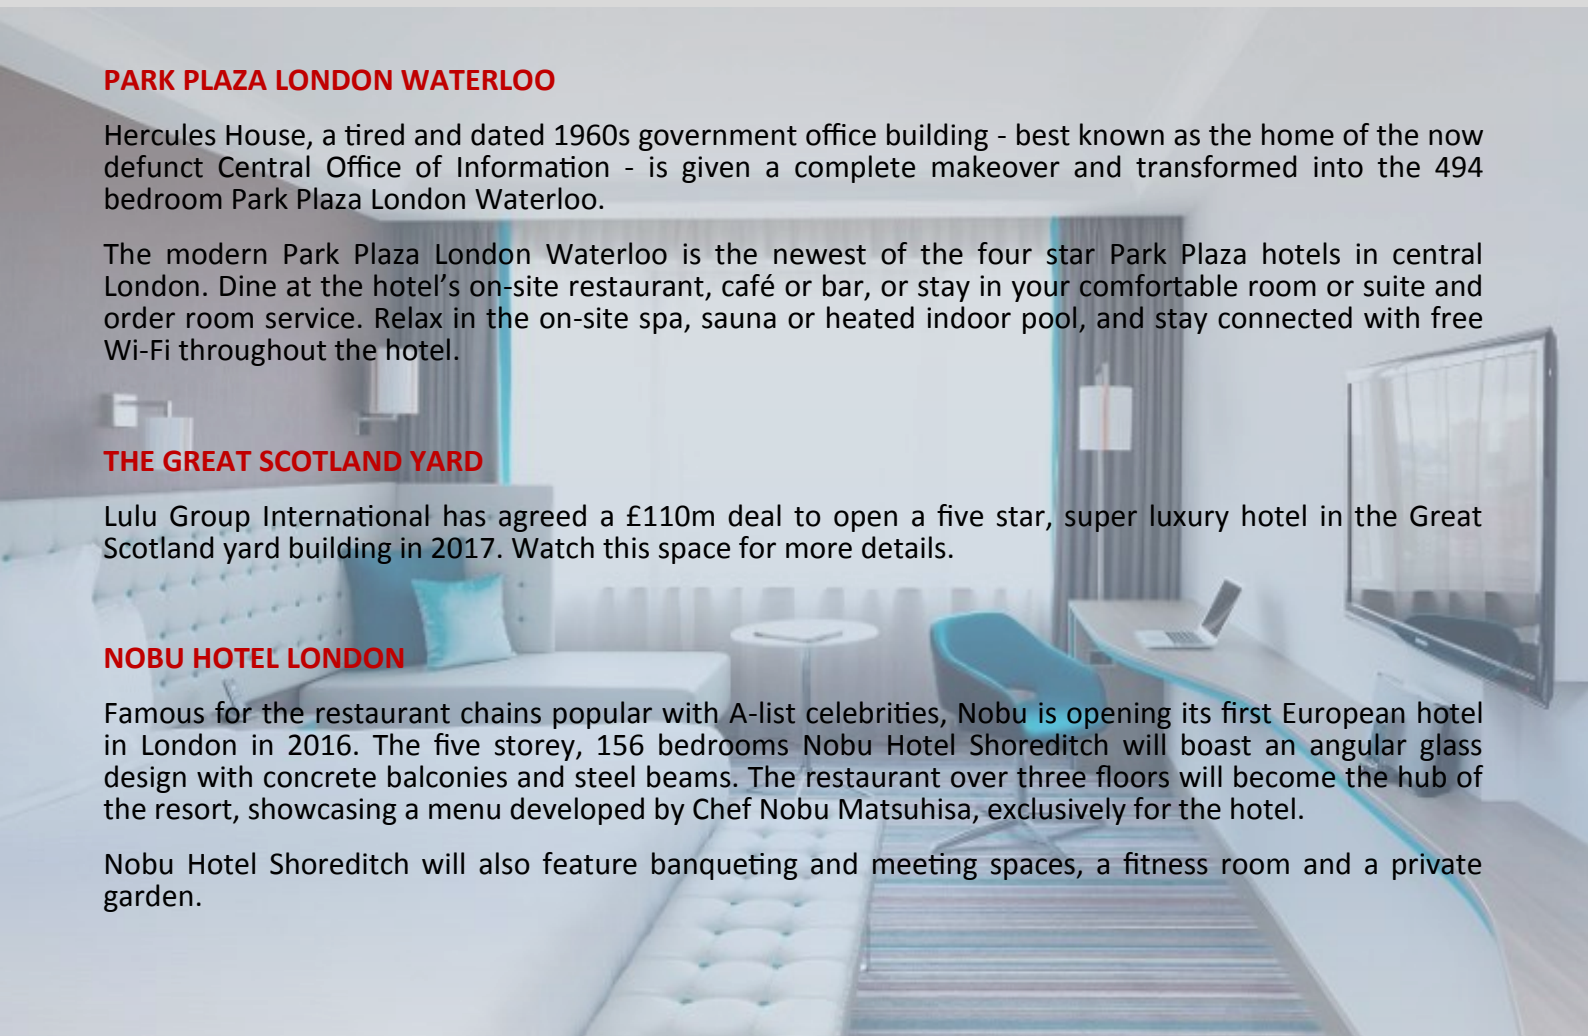 PARK PLAZA LONDON WATERLOO
Hercules House, a tired and dated 1960s government office building - best known as the home of the now
defunct Central Office of Information - is given a complete makeover and transformed into the 494
bedroom Park Plaza London Waterloo.
The modern Park Plaza London Waterloo is the newest of the four star Park Plaza hotels in central
London. Dine at the hotel’s on-site restaurant, café or bar, or stay in your comfortable room or suite and
order room service. Relax in the on-site spa, sauna or heated indoor pool, and stay connected with free
Wi-Fi throughout the hotel.
THE GREAT SCOTLAND YARD
Lulu Group International has agreed a £110m deal to open a five star, super luxury hotel in the Great
Scotland yard building in 2017. Watch this space for more details.
NOBU HOTEL LONDON
Famous for the restaurant chains popular with A-list celebrities, Nobu is opening its first European hotel
in London in 2016. The five storey, 156 bedrooms Nobu Hotel Shoreditch will boast an angular glass
design with concrete balconies and steel beams. The restaurant over three floors will become the hub of
the resort, showcasing a menu developed by Chef Nobu Matsuhisa, exclusively for the hotel.
Nobu Hotel Shoreditch will also feature banqueting and meeting spaces, a fitness room and a private
garden.